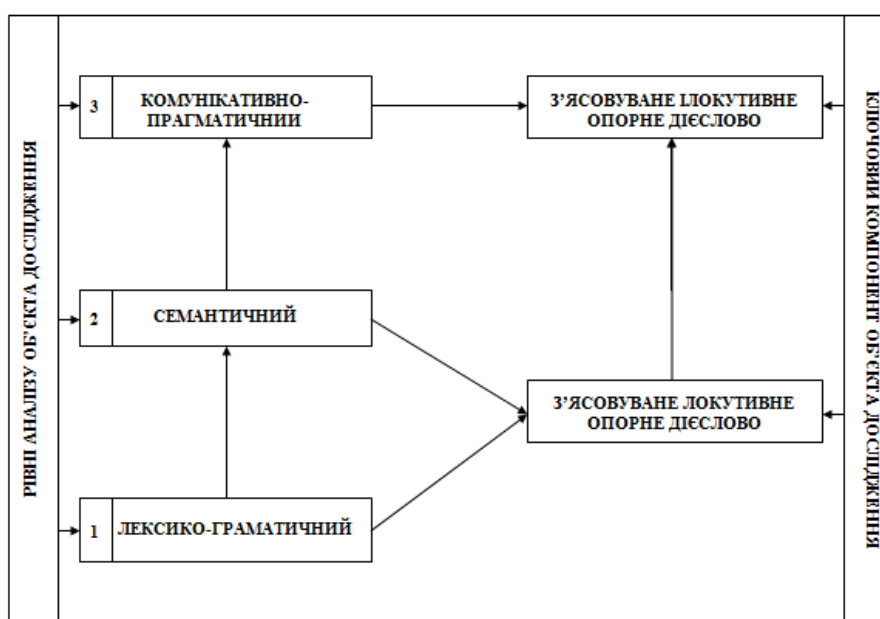 РІВНІ АНАЛІЗУ ОБ’ЄКТА ДОСЛІДЖЕННЯ
3
КОМУНІКАТИВНО-
ПРАГМАТИЧНИЙ
З’ЯСОВУВАНЕ ІЛОКУТИВНЕ
ОПОРНЕ ДІЄСЛОВО
2
СЕМАНТИЧНИЙ
З’ЯСОВУВАНЕ ЛОКУТИВНЕ
ОПОРНЕ ДІЄСЛОВО
1
ЛЕКСИКО-ГРАМАТИЧНИЙ
КЛЮЧОВИЙ КОМПОНЕНТ ОБ’ЄКТА ДОСЛІДЖЕННЯ